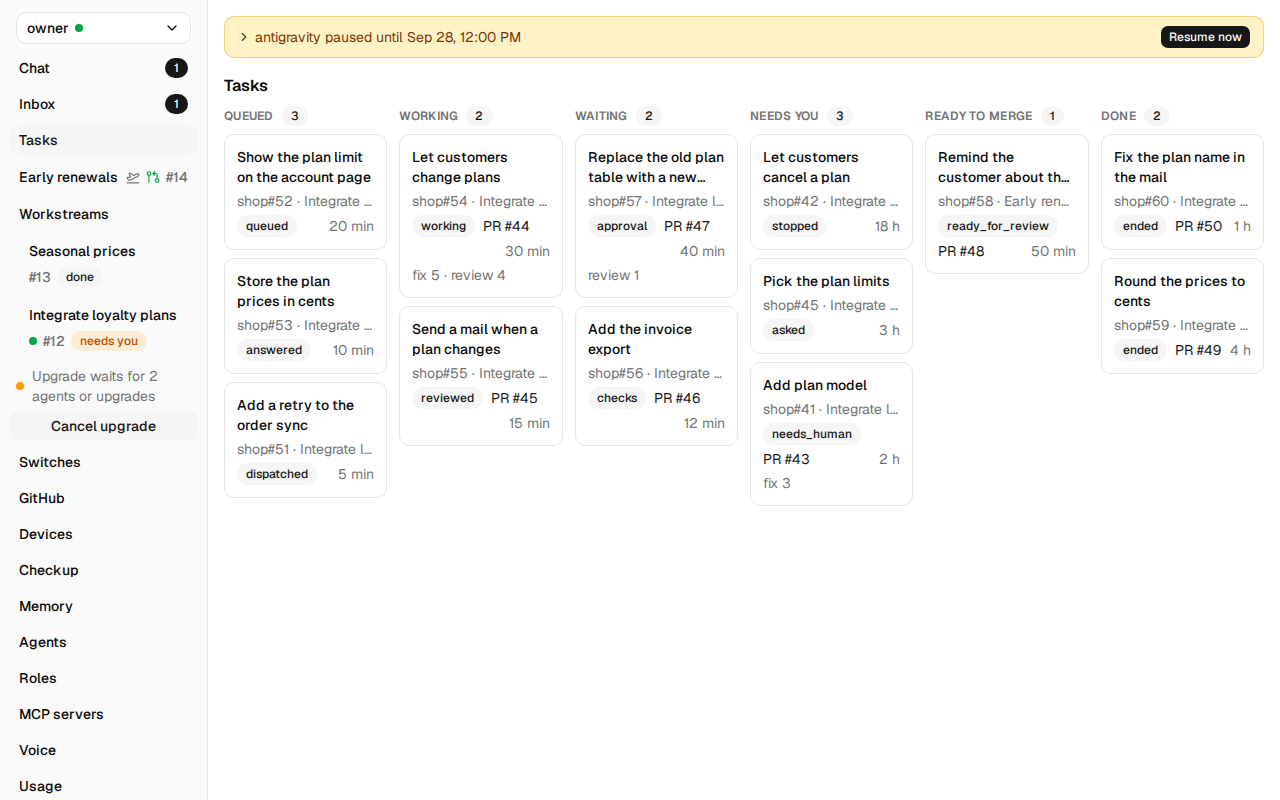 owner
Chat 1
Inbox 1
Tasks
Early renewals #14
Workstreams
Seasonal prices
#13 done
Integrate loyalty plans
#12 needs you
Upgrade waits for 2
agents or upgrades
Cancel upgrade
Switches
GitHub
Devices
Checkup
Memory
Agents
Roles
MCP servers
Voice
Usage
antigravity paused until Sep 28, 12:00 PM
Resume now
Tasks
QUEUED 3
Show the plan limit
on the account page
shop#52 · Integrate ...
queued 20 min
Store the plan
prices in cents
shop#53 · Integrate ...
answered 10 min
Add a retry to the
order sync
shop#51 · Integrate l...
dispatched 5 min
WORKING 2
Let customers
change plans
shop#54 · Integrate ...
working PR #44
30 min
fix 5 · review 4
Send a mail when a
plan changes
shop#55 · Integrate ...
reviewed PR #45
15 min
WAITING 2
Replace the old plan
table with a new...
shop#57 · Integrate l...
approval PR #47
40 min
review 1
Add the invoice
export
shop#56 · Integrate ...
checks PR #46
12 min
NEEDS YOU 3
Let customers
cancel a plan
shop#42 · Integrate ...
stopped 18 h
Pick the plan limits
shop#45 · Integrate ...
asked 3 h
Add plan model
shop#41 · Integrate l...
needs_human
PR #43 2 h
fix 3
READY TO MERGE 1
Remind the
customer about th...
shop#58 · Early ren...
ready_for_review
PR #48 50 min
DONE 2
Fix the plan name in
the mail
shop#60 · Integrate ...
ended PR #50 1 h
Round the prices to
cents
shop#59 · Integrate ...
ended PR #49 4 h